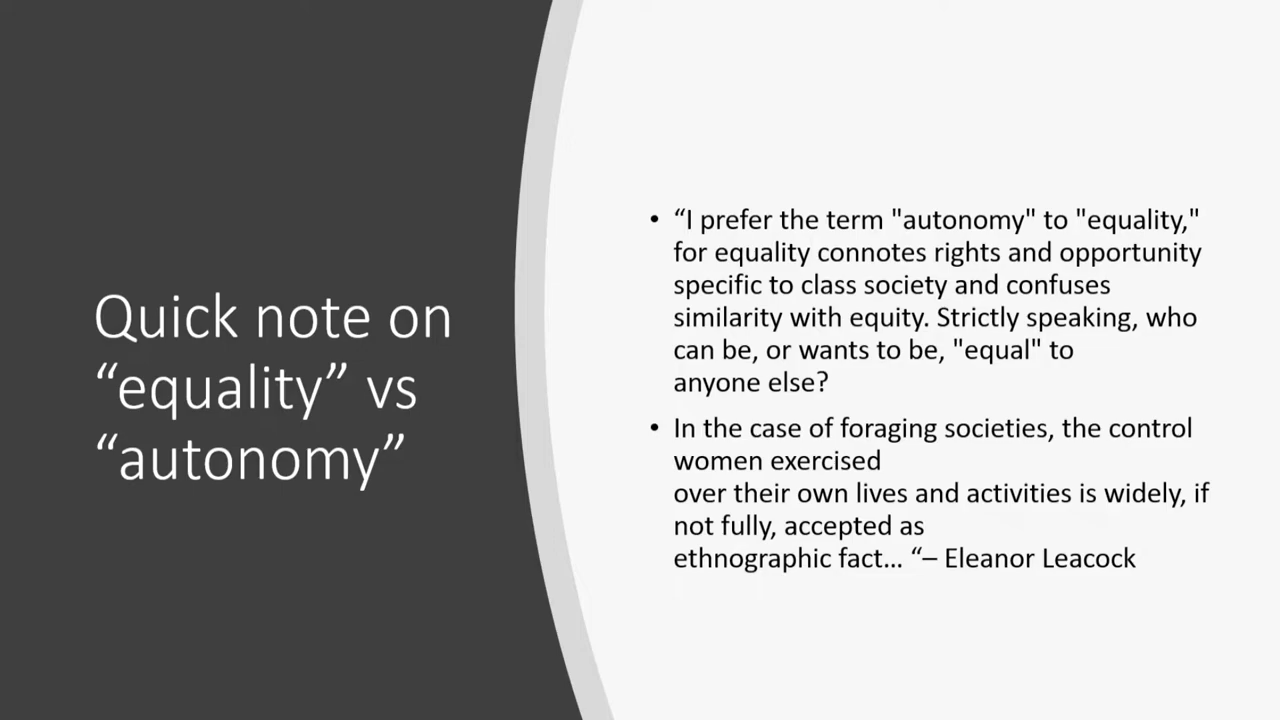 Quick note on
“equality” vs
“autonomy”
• “I prefer the term "autonomy" to "equality,"
for equality connotes rights and opportunity
specific to class society and confuses
similarity with equity. Strictly speaking, who
can be, or wants to be, "equal" to
anyone else?
• In the case of foraging societies, the control
women exercised
over their own lives and activities is widely, if
not fully, accepted as
ethnographic fact... “– Eleanor Leacock